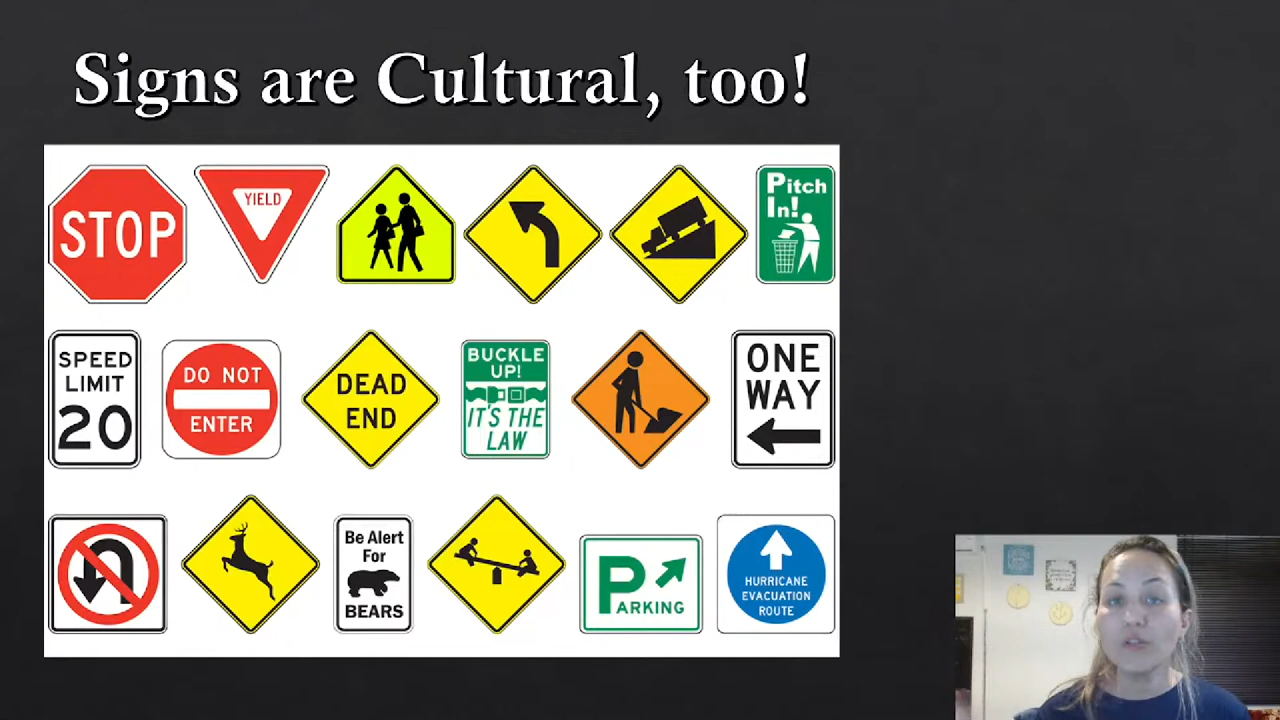 Signs are Cultural, too!
STOP
YIELD
Pitch
In!
SPEED
LIMIT
20
DO NOT
ENTER
DEAD
END
BUCKLE
UP!
IT'S THE
LAW
ONE
WAY
Be Alert
For
BEARS
PARKING
HURRICANE
EVACUATION
ROUTE